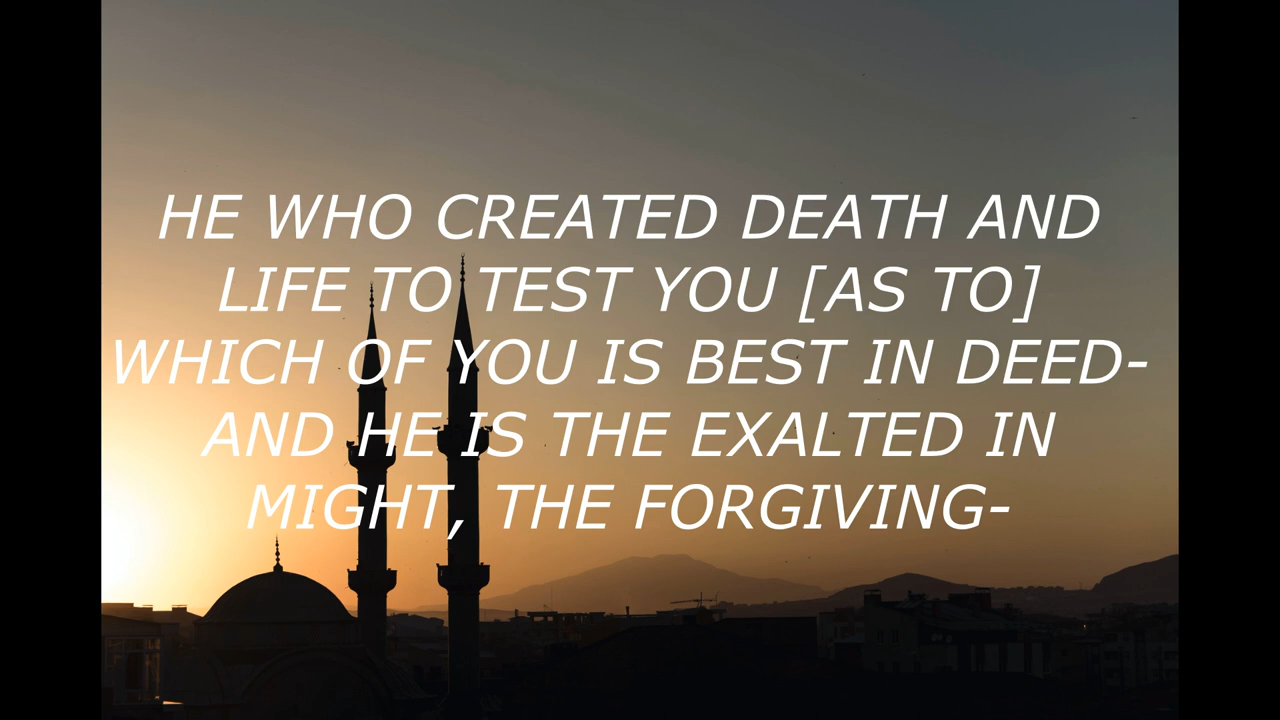 HE WHO CREATED DEATH AND
LIFE TO TEST YOU [AS TO]
WHICH OF YOU IS BEST IN DEED-
AND HE IS THE EXALTED IN
MIGHT, THE FORGIVING-